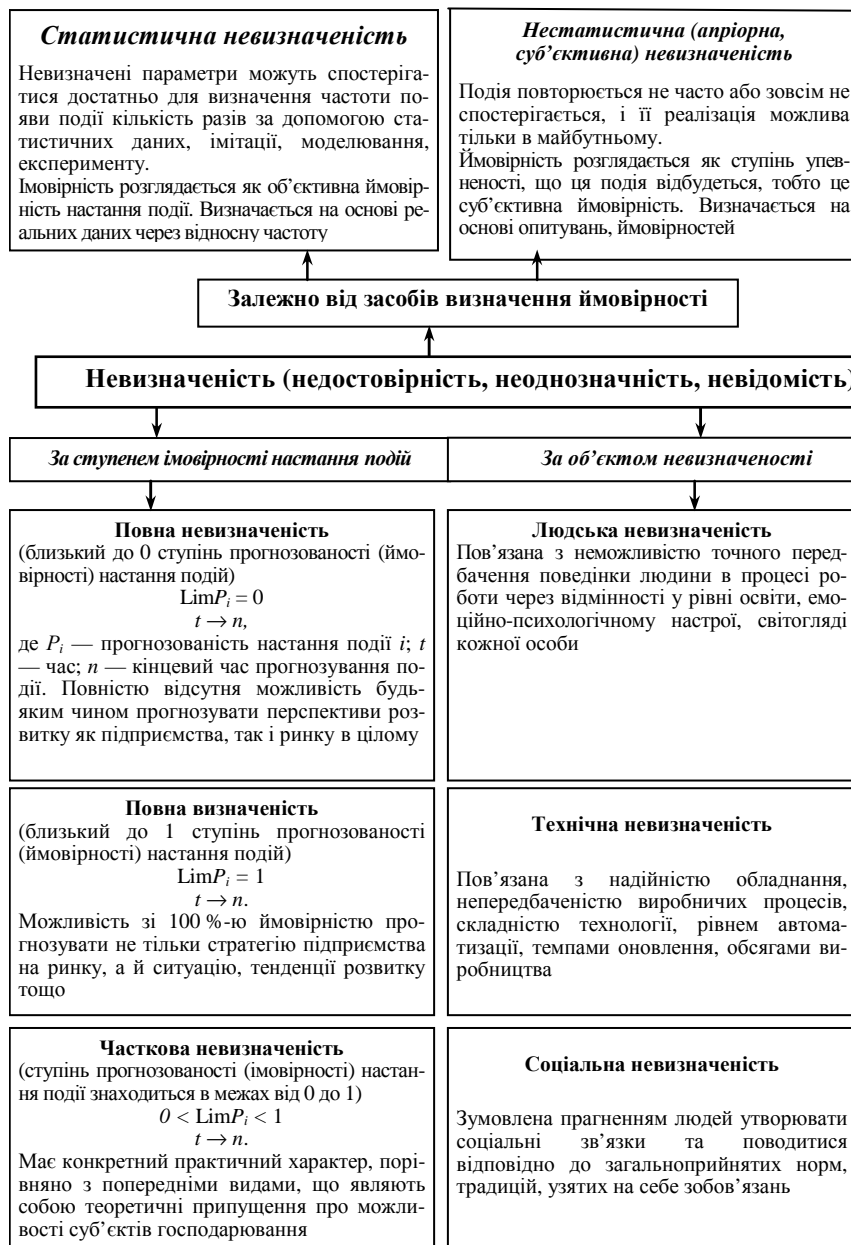 Статистична невизначеність
Невизначені параметри можуть спостеріга-
тися достатньо для визначення частоти по-
яви події кількість разів за допомогою ста-
тистичних даних, імітації, моделювання,
експерименту.
Імовірність розглядається як об’єктивна ймовір-
ність настання події. Визначається на основі ре-
альних даних через відносну частоту
Нестатистична (апріорна,
суб’єктивна) невизначеність
Подія повторюється не часто або зовсім не
спостерігається, і її реалізація можлива
тільки в майбутньому.
Ймовірність розглядається як ступінь упев-
неності, що ця подія відбудеться, тобто це
суб’єктивна ймовірність. Визначається на
основі опитувань, ймовірностей
Залежно від засобів визначення ймовірності
Невизначеність (недостовірність, неоднозначність, невідомість)
За ступенем імовірності настання подій
За об’єктом невизначеності
Повна невизначеність
(близький до 0 ступінь прогнозованості (ймо-
вірності) настання подій)
LimPi = 0
t → n,
де Pi — прогнозованість настання події i; t
— час; n — кінцевий час прогнозування по-
дії. Повністю відсутня можливість будь-
яким чином прогнозувати перспективи роз-
витку як підприємства, так і ринку в цілому
Людська невизначеність
Пов’язана з неможливістю точного перед-
бачення поведінки людини в процесі ро-
боти через відмінності у рівні освіти, емо-
ційно-психологічному настрої, світогляді
кожної особи
Повна визначеність
(близький до 1 ступінь прогнозованості
(ймовірності) настання подій)
LimPi = 1
t → n.
Можливість зі 100 %-ю ймовірністю про-
гнозувати не тільки стратегію підприємства
на ринку, а й ситуацію, тенденції розвитку
тощо
Технічна невизначеність
Пов’язана з надійністю обладнання,
непередбаченістю виробничих процесів,
складністю технології, рівнем автома-
тизації, темпами оновлення, обсягами ви-
робництва
Часткова невизначеність
(ступінь прогнозованості (імовірності) настан-
ня події знаходиться в межах від 0 до 1)
0 < LimPi < 1
t → n.
Має конкретний практичний характер, порі-
вняно з попередніми видами, що являють
собою теоретичні припущення про можли-
вості суб’єктів господарювання
Соціальна невизначеність
Зумовлена прагненням людей утворювати
соціальні зв’язки та поводитися
відповідно до загальноприйнятих норм,
традицій, узятих на себе зобов’язань